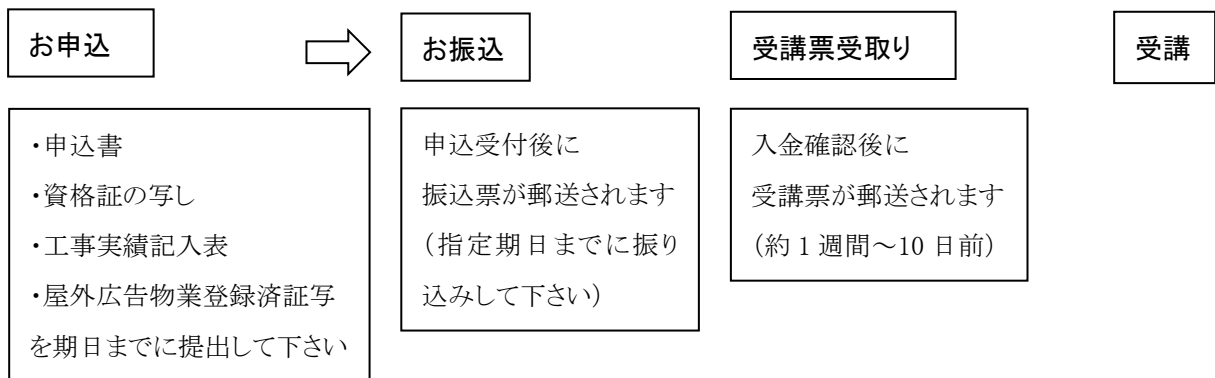 お申込
お振込
受講票受取り
受講
・申込書
・資格証の写し
・工事実績記入表
・屋外広告物業登録済証写
を期日までに提出して下さい
申込受付後に
振込票が郵送されます
（指定期日までに振り
込みして下さい）
入金確認後に
受講票が郵送されます
（約1週間～10日前）